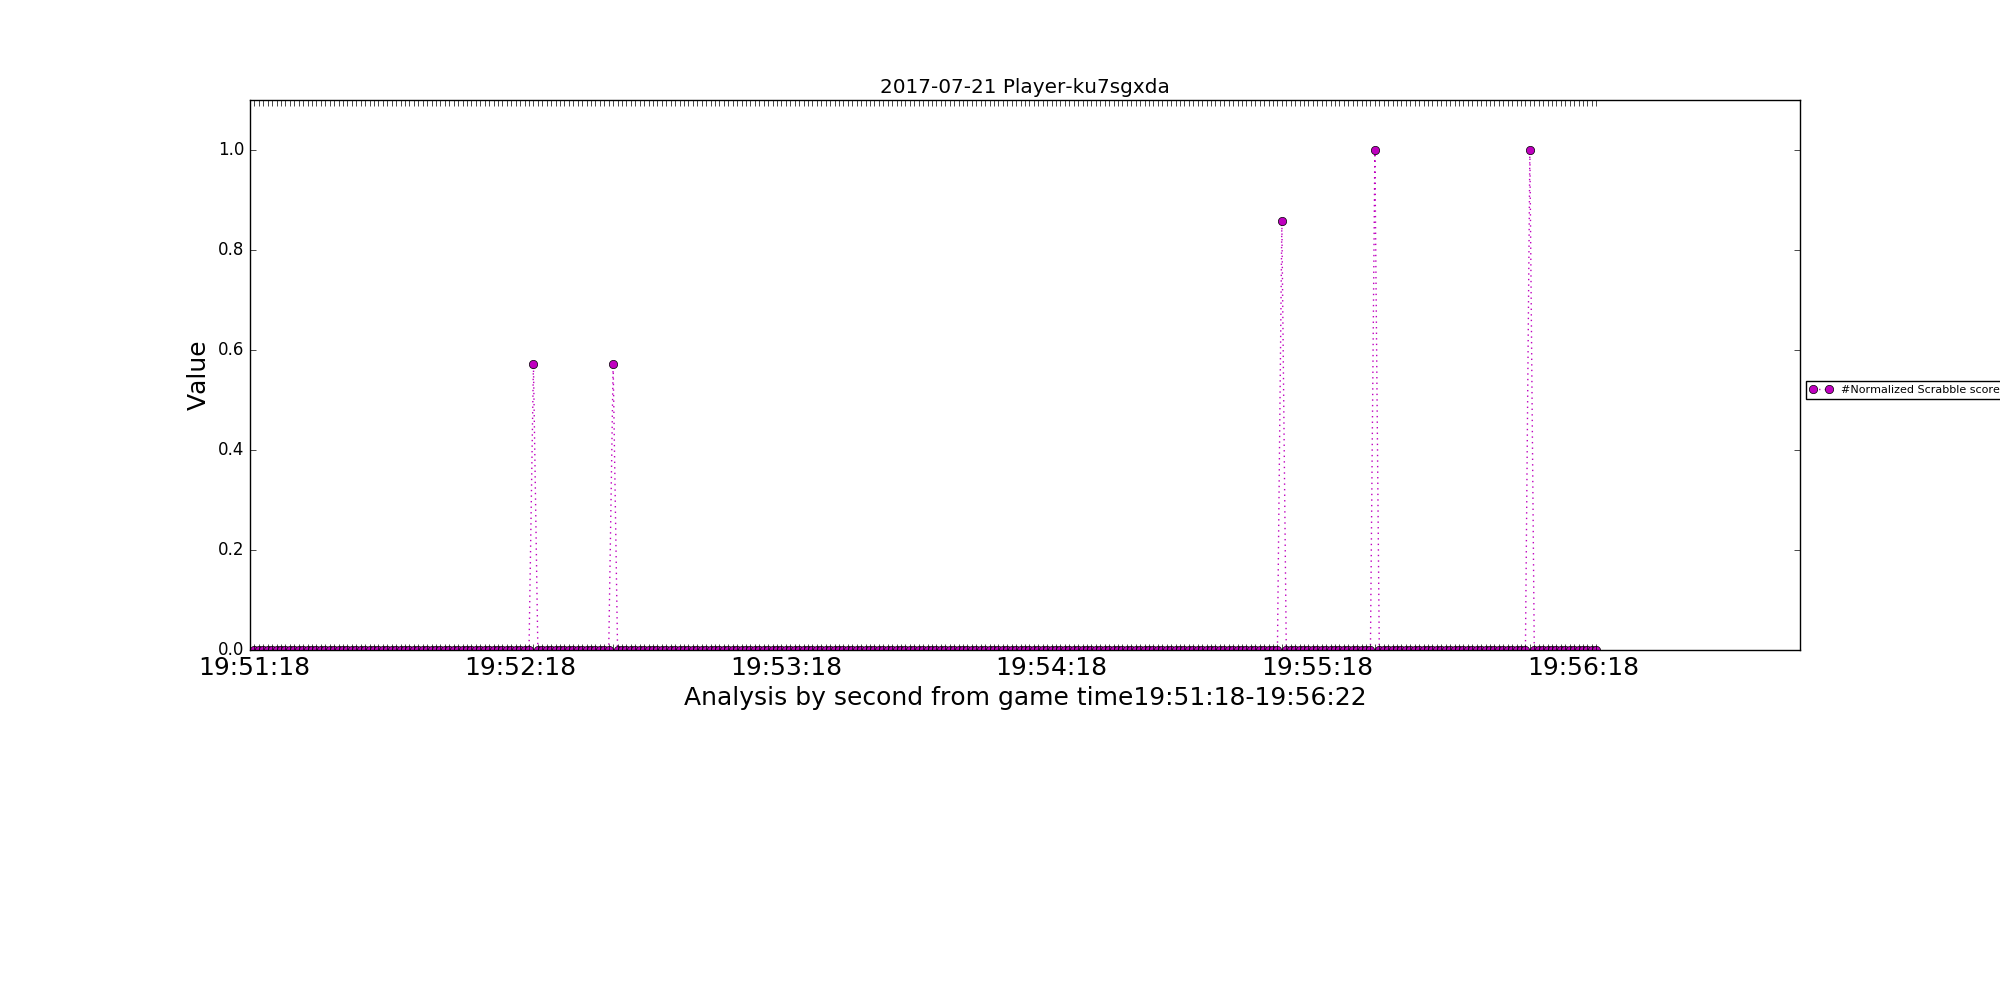 2017-07-21 Player-ku7sgxda
1.0
0.8
0.6
0.4
0.2
0.0
Value
#Normalized Scrabble score
19:51:18 19:52:18 19:53:18 19:54:18 19:55:18 19:56:18
Analysis by second from game time19:51:18-19:56:22